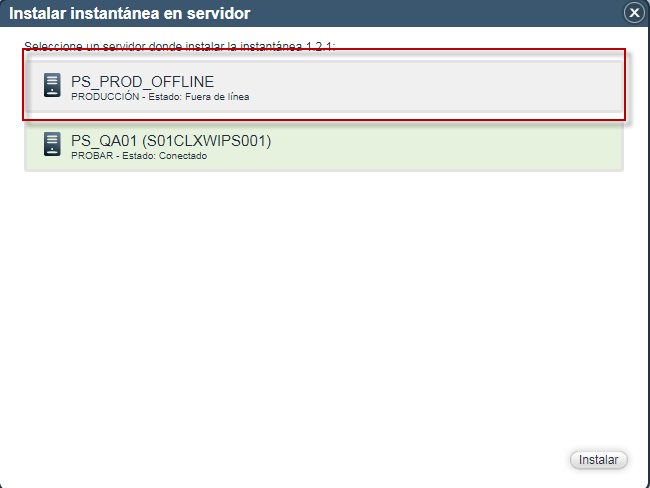 Instalar instantánea en servidor
Seleccione un servidor donde instalar la instantánea 1.2.1:
PS_PROD_OFFLINE
PRODUCCIÓN - Estado: Fuera de línea
PS_QA01 (S01CLXWIPS001)
PROBAR - Estado: Conectado
Instalar